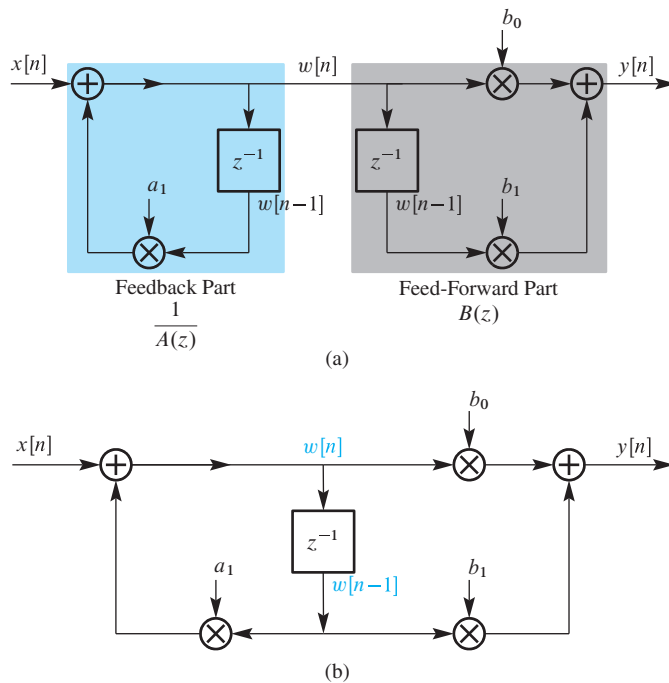 b₀
x[n] w[n] y[n]
z⁻¹ z⁻¹
a₁ w[n−1] w[n−1] b₁
Feedback Part Feed-Forward Part
1/A(z) B(z)
(a)
b₀
x[n] w[n] y[n]
z⁻¹
a₁ w[n−1] b₁
(b)